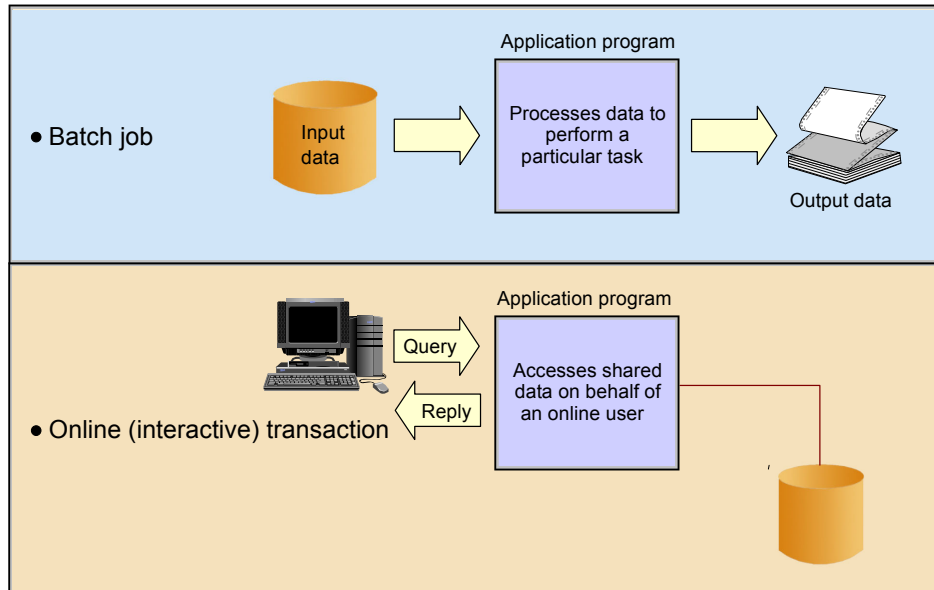 Application program
Input
data
Processes data to
perform a
particular task
● Batch job
Output data
Application program
Query
Reply
Accesses shared
data on behalf of
an online user
● Online (interactive) transaction